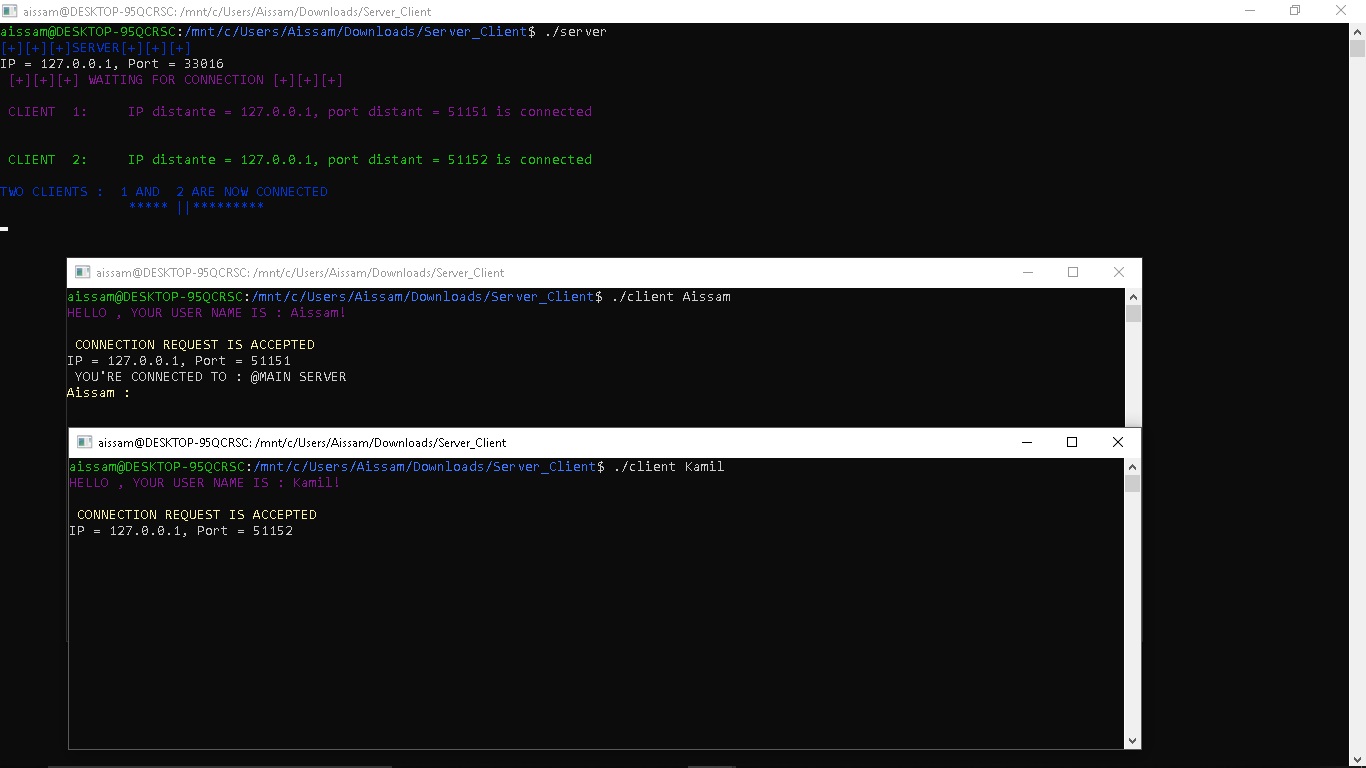 aissam@DESKTOP-95QCRSC: /mnt/c/Users/Aissam/Downloads/Server_Client
aissam@DESKTOP-95QCRSC:/mnt/c/Users/Aissam/Downloads/Server_Client$ ./server
[+][+][+]SERVER[+][+][+]
IP = 127.0.0.1, Port = 33016
[+][+][+] WAITING FOR CONNECTION [+][+][+]
CLIENT  1:     IP distante = 127.0.0.1, port distant = 51151 is connected
CLIENT  2:     IP distante = 127.0.0.1, port distant = 51152 is connected
TWO CLIENTS :  1 AND  2 ARE NOW CONNECTED
***** ||*********
aissam@DESKTOP-95QCRSC: /mnt/c/Users/Aissam/Downloads/Server_Client
aissam@DESKTOP-95QCRSC:/mnt/c/Users/Aissam/Downloads/Server_Client$ ./client Aissam
HELLO , YOUR USER NAME IS : Aissam!
CONNECTION REQUEST IS ACCEPTED
IP = 127.0.0.1, Port = 51151
YOU'RE CONNECTED TO : @MAIN SERVER
Aissam :
aissam@DESKTOP-95QCRSC: /mnt/c/Users/Aissam/Downloads/Server_Client
aissam@DESKTOP-95QCRSC:/mnt/c/Users/Aissam/Downloads/Server_Client$ ./client Kamil
HELLO , YOUR USER NAME IS : Kamil!
CONNECTION REQUEST IS ACCEPTED
IP = 127.0.0.1, Port = 51152